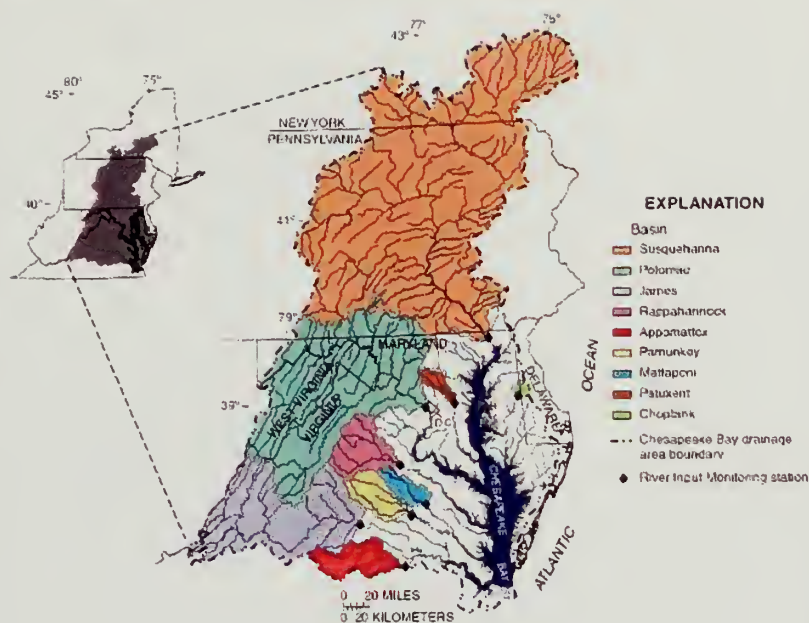 80°
75°
45°
40°
77°
43°
75°
NEW YORK
PENNSYLVANIA
41°
79°
MARYLAND
39°
WEST VIRGINIA
VIRGINIA
DC
DELAWARE
CHESAPEAKE
BAY
ATLANTIC
OCEAN
0 20 MILES
0 20 KILOMETERS
EXPLANATION
Basin
Susquehanna
Potomac
James
Rappahannock
Appomattox
Pamunkey
Mattaponi
Patuxent
Choptank
Chesapeake Bay drainage
area boundary
River Input Monitoring station